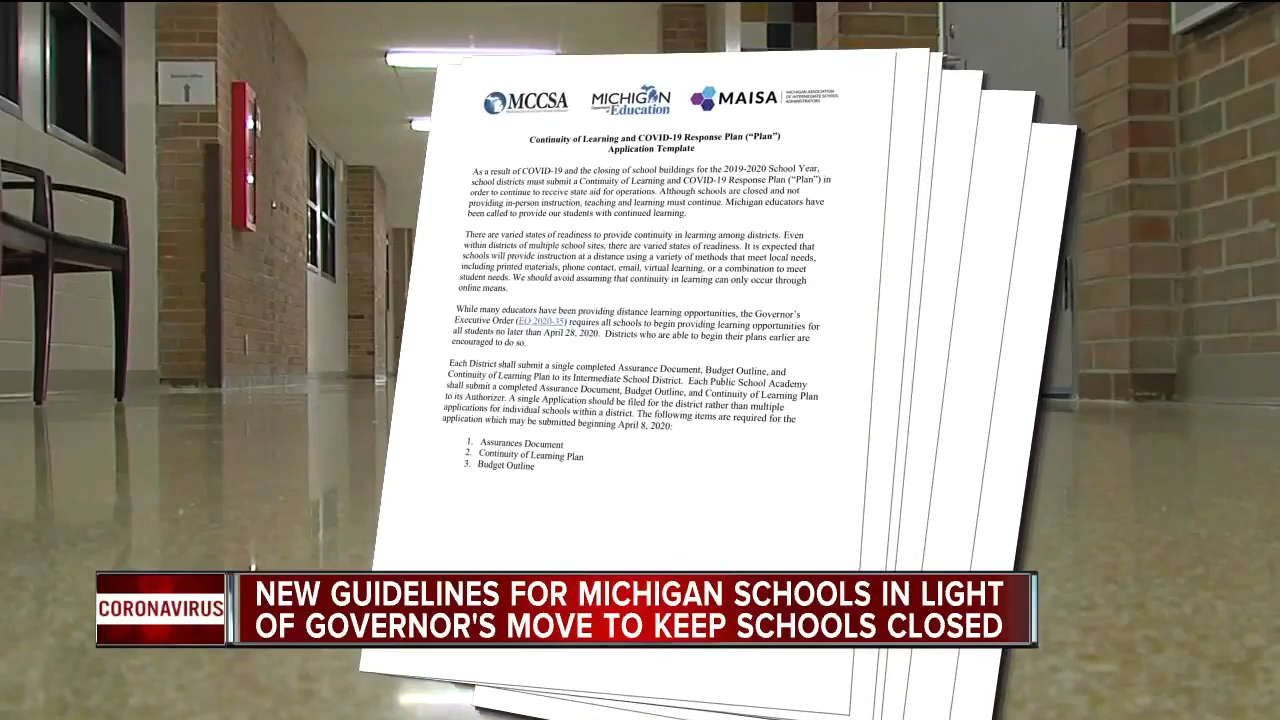 MCCSA
MICHIGAN
Department of
Education
MAISA
MICHIGAN ASSOCIATION
OF INTERMEDIATE SCHOOL
ADMINISTRATORS
Continuity of Learning and COVID-19 Response Plan (“Plan”)
Application Template
As a result of COVID-19 and the closing of school buildings for the 2019-2020 School Year,
school districts must submit a Continuity of Learning and COVID-19 Response Plan (“Plan”) in
order to continue to receive state aid for operations. Although schools are closed and not
providing in-person instruction, teaching and learning must continue. Michigan educators have
been called to provide our students with continued learning.
There are varied states of readiness to provide continuity in learning among districts. Even
within districts of multiple school sites, there are varied states of readiness. It is expected that
schools will provide instruction at a distance using a variety of methods that meet local needs,
including printed materials, phone contact, email, virtual learning, or a combination to meet
student needs. We should avoid assuming that continuity in learning can only occur through
online means.
While many educators have been providing distance learning opportunities, the Governor’s
Executive Order (EO 2020-35) requires all schools to begin providing learning opportunities for
all students no later than April 28, 2020. Districts who are able to begin their plans earlier are
encouraged to do so.
Each District shall submit a single completed Assurance Document, Budget Outline, and
Continuity of Learning Plan to its Intermediate School District. Each Public School Academy
shall submit a completed Assurance Document, Budget Outline, and Continuity of Learning Plan
to its Authorizer. A single Application should be filed for the district rather than multiple
applications for individual schools within a district. The following items are required for the
application which may be submitted beginning April 8, 2020:
1. Assurances Document
2. Continuity of Learning Plan
3. Budget Outline
CORONAVIRUS
NEW GUIDELINES FOR MICHIGAN SCHOOLS IN LIGHT
OF GOVERNOR'S MOVE TO KEEP SCHOOLS CLOSED